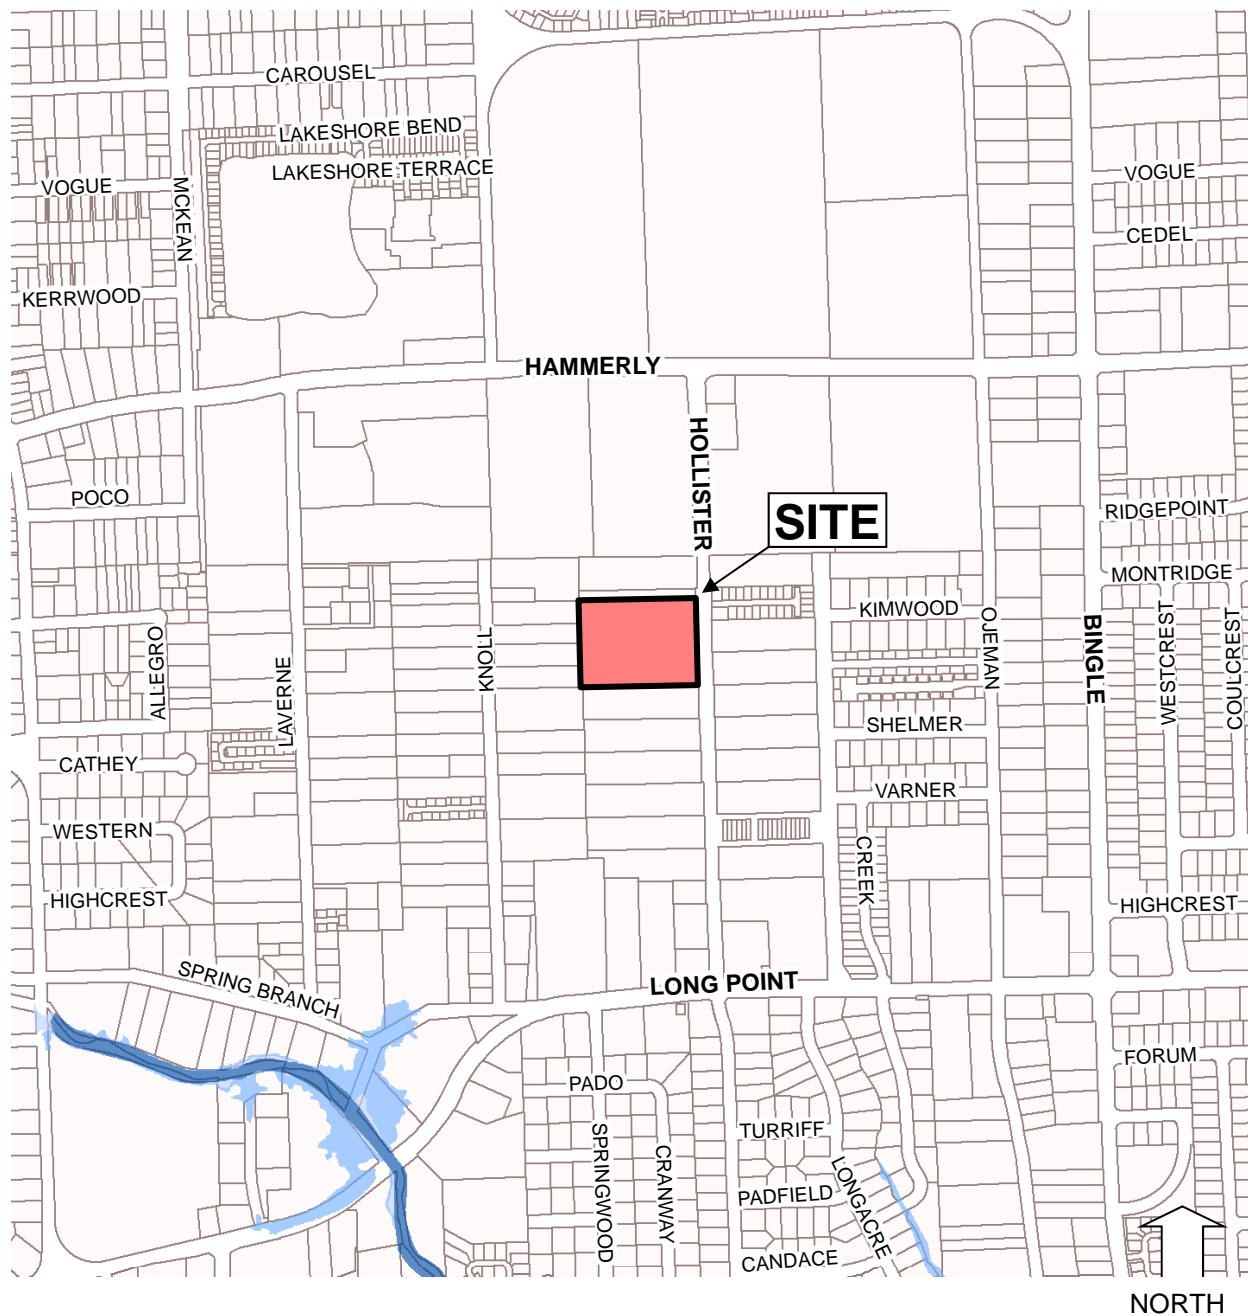 CAROUSEL
LAKESHORE BEND
LAKESHORE TERRACE
VOGUE
VOGUE
MCKEAN
CEDEL
KERRWOOD
HAMMERLY
HOLLISTER
POCO
SITE
RIDGEPOINT
MONTRIDGE
KIMWOOD
ALLEGRO
KNOLL
OJEMAN
BINGLE
WESTCREST
COULCREST
LAVERNE
SHELMER
CATHEY
VARNER
WESTERN
CREEK
HIGHCREST
HIGHCREST
SPRING BRANCH
LONG POINT
FORUM
PADO
TURRIFF
SPRINGWOOD
CRANWAY
PADFIELD
LONGACRE
CANDACE
NORTH